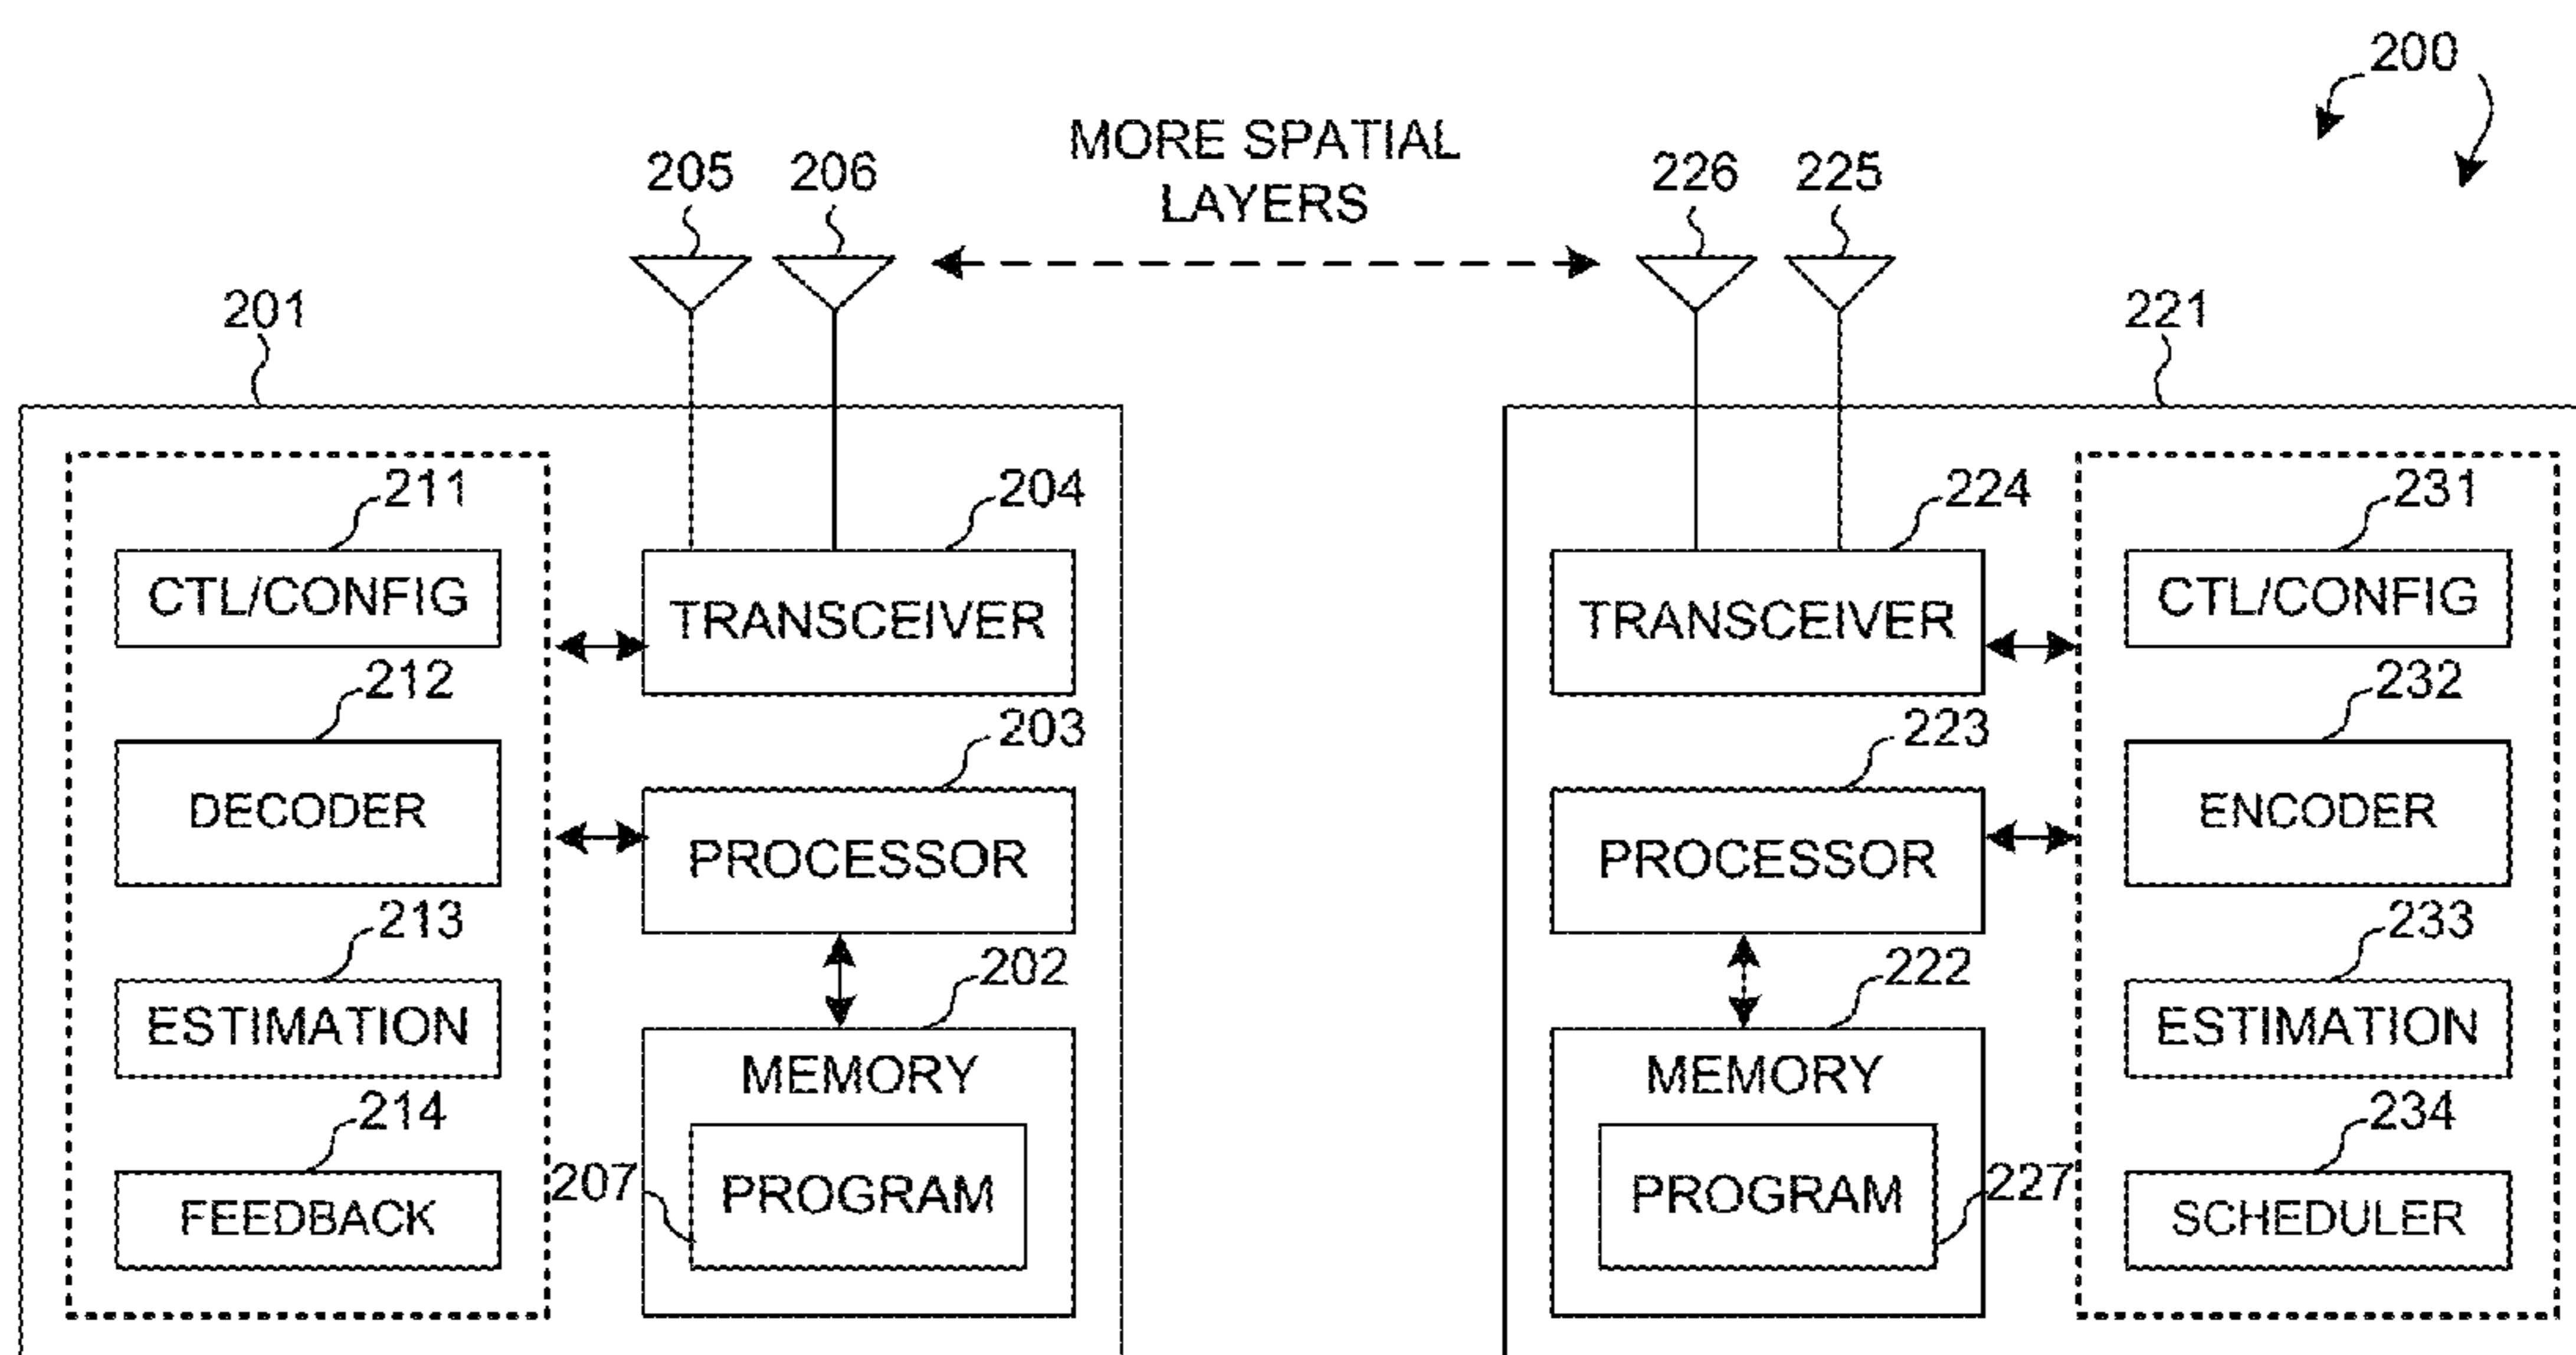 200
MORE SPATIAL
LAYERS
205
206
226
225
201
221
211
204
224
231
CTL/CONFIG
TRANSCEIVER
TRANSCEIVER
CTL/CONFIG
212
203
223
232
DECODER
PROCESSOR
PROCESSOR
ENCODER
213
202
222
233
ESTIMATION
MEMORY
MEMORY
ESTIMATION
214
234
207
PROGRAM
PROGRAM
227
FEEDBACK
SCHEDULER